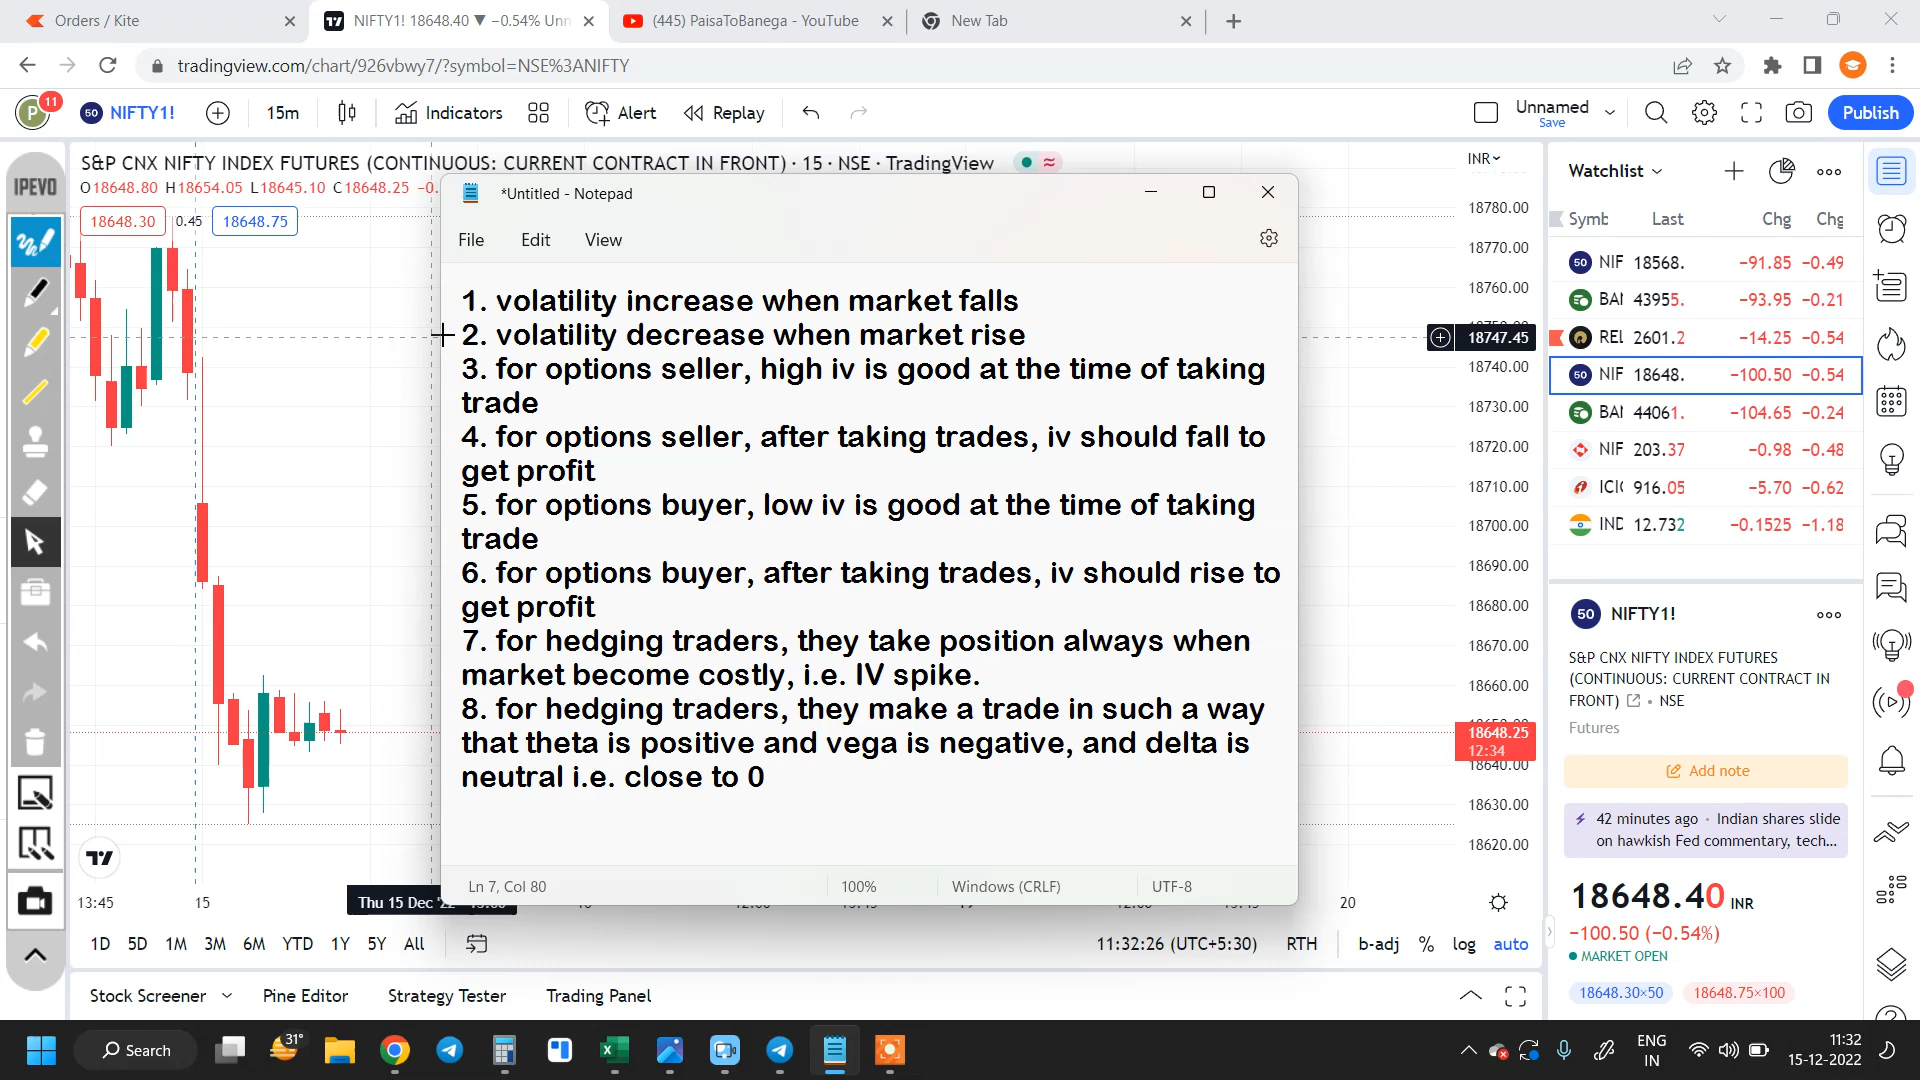 Orders / Kite
NIFTY1! 18648.40 ▼ −0.54% Unn
(445) PaisaToBanega - YouTube
New Tab
tradingview.com/chart/926vbwy7/?symbol=NSE%3ANIFTY
P 11
50 NIFTY1!
15m
Indicators
Alert
Replay
Unnamed
Save
Publish
S&P CNX NIFTY INDEX FUTURES (CONTINUOUS: CURRENT CONTRACT IN FRONT) · 15 · NSE · TradingView
O18648.80 H18654.05 L18645.10 C18648.25
18648.30 0.45 18648.75
IPEVO
*Untitled - Notepad
File Edit View
1. volatility increase when market falls
2. volatility decrease when market rise
3. for options seller, high iv is good at the time of taking
trade
4. for options seller, after taking trades, iv should fall to
get profit
5. for options buyer, low iv is good at the time of taking
trade
6. for options buyer, after taking trades, iv should rise to
get profit
7. for hedging traders, they take position always when
market become costly, i.e. IV spike.
8. for hedging traders, they make a trade in such a way
that theta is positive and vega is negative, and delta is
neutral i.e. close to 0
Ln 7, Col 80
100%
Windows (CRLF)
UTF-8
INR
18780.00
18770.00
18760.00
18747.45
18740.00
18730.00
18720.00
18710.00
18700.00
18690.00
18680.00
18670.00
18660.00
18648.25
12:34
18640.00
18630.00
18620.00
13:45
15
Thu 15 Dec
20
1D 5D 1M 3M 6M YTD 1Y 5Y All
11:32:26 (UTC+5:30)
RTH
b-adj % log auto
Stock Screener
Pine Editor
Strategy Tester
Trading Panel
Watchlist
Symb Last Chg Chg
50 NIF 18568. −91.85 −0.49
BAI 43955. −93.95 −0.21
REL 2601.2 −14.25 −0.54
50 NIF 18648. −100.50 −0.54
BAI 44061. −104.65 −0.24
NIF 203.37 −0.98 −0.48
ICI 916.05 −5.70 −0.62
IND 12.732 −0.1525 −1.18
50 NIFTY1!
S&P CNX NIFTY INDEX FUTURES
(CONTINUOUS: CURRENT CONTRACT IN
FRONT) • NSE
Futures
Add note
42 minutes ago · Indian shares slide
on hawkish Fed commentary, tech...
18648.40 INR
−100.50 (−0.54%)
MARKET OPEN
18648.30×50 18648.75×100
Search
31°
ENG
IN
11:32
15-12-2022